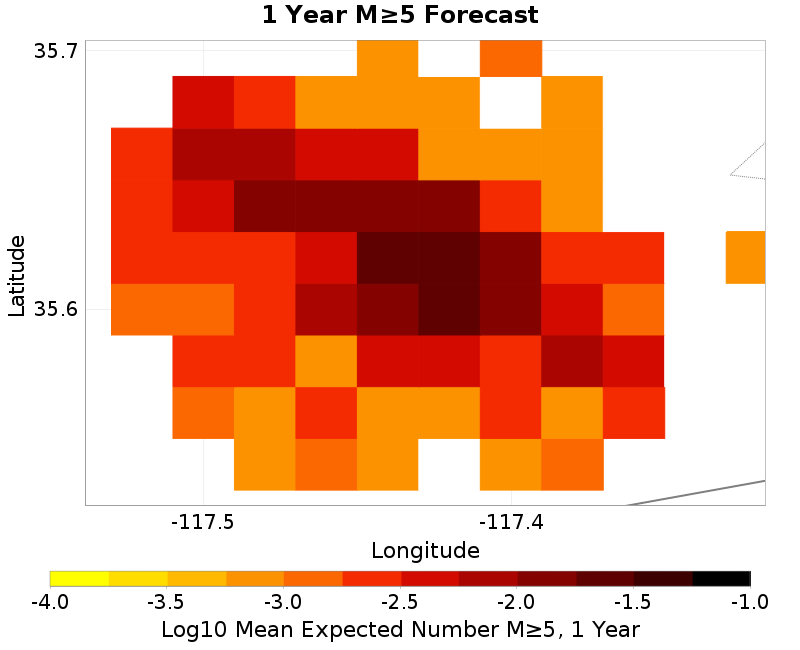 1 Year M≥5 Forecast
35.7
35.6
Latitude
-117.5 -117.4
Longitude
-4.0 -3.5 -3.0 -2.5 -2.0 -1.5 -1.0
Log10 Mean Expected Number M≥5, 1 Year